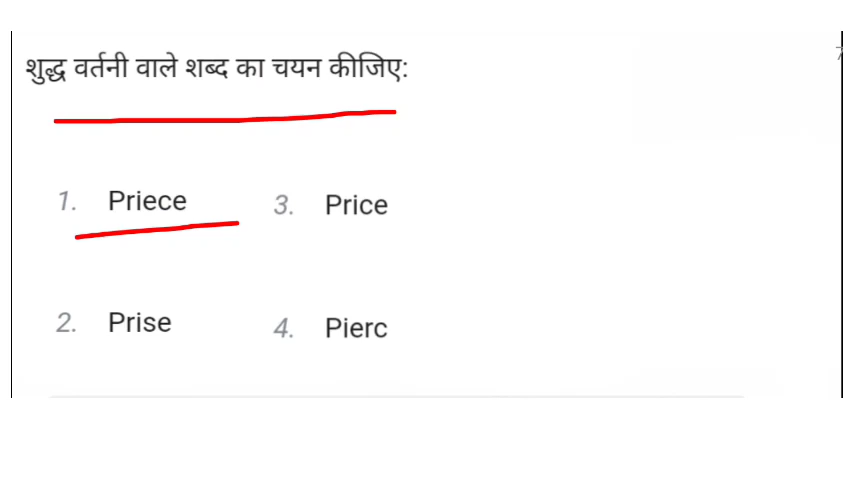 शुद्ध वर्तनी वाले शब्द का चयन कीजिए:
1. Priece
3. Price
2. Prise
4. Pierc